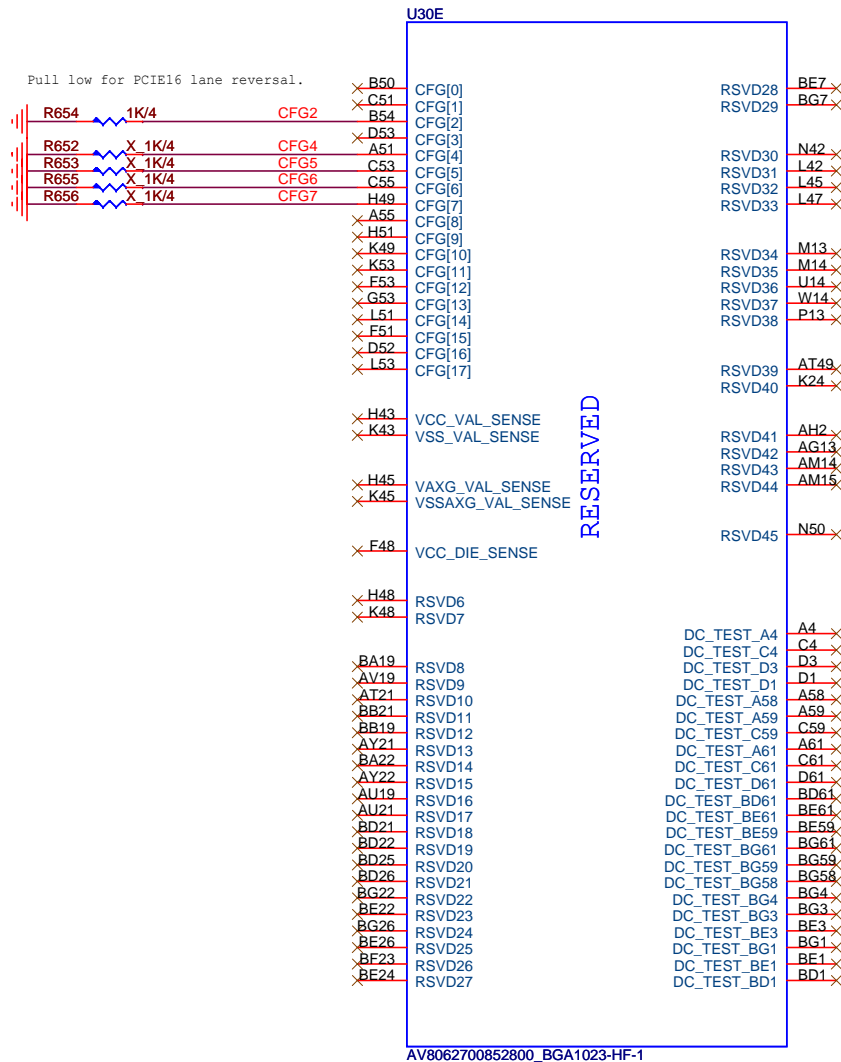 U30E
Pull low for PCIE16 lane reversal.
B50 CFG[0] RSVD28 BE7
C51 CFG[1] RSVD29 BG7
R654 1K/4 CFG2 B54 CFG[2]
D53 CFG[3]
R652 X_1K/4 CFG4 A51 CFG[4] RSVD30 N42
R653 X_1K/4 CFG5 C53 CFG[5] RSVD31 L42
R655 X_1K/4 CFG6 C55 CFG[6] RSVD32 L45
R656 X_1K/4 CFG7 H49 CFG[7] RSVD33 L47
A55 CFG[8]
H51 CFG[9]
K49 CFG[10] RSVD34 M13
K53 CFG[11] RSVD35 M14
F53 CFG[12] RSVD36 U14
G53 CFG[13] RSVD37 W14
L51 CFG[14] RSVD38 P13
F51 CFG[15]
D52 CFG[16]
L53 CFG[17] RSVD39 AT49
RSVD40 K24
H43 VCC_VAL_SENSE
K43 VSS_VAL_SENSE RSVD41 AH2
RSVD42 AG13
RSVD43 AM14
H45 VAXG_VAL_SENSE RSVD44 AM15
K45 VSSAXG_VAL_SENSE
RESERVED
RSVD45 N50
F48 VCC_DIE_SENSE
H48 RSVD6
K48 RSVD7
DC_TEST_A4 A4
DC_TEST_C4 C4
BA19 RSVD8 DC_TEST_D3 D3
AV19 RSVD9 DC_TEST_D1 D1
AT21 RSVD10 DC_TEST_A58 A58
BB21 RSVD11 DC_TEST_A59 A59
BB19 RSVD12 DC_TEST_C59 C59
AY21 RSVD13 DC_TEST_A61 A61
BA22 RSVD14 DC_TEST_C61 C61
AY22 RSVD15 DC_TEST_D61 D61
AU19 RSVD16 DC_TEST_BD61 BD61
AU21 RSVD17 DC_TEST_BE61 BE61
BD21 RSVD18 DC_TEST_BE59 BE59
BD22 RSVD19 DC_TEST_BG61 BG61
BD25 RSVD20 DC_TEST_BG59 BG59
BD26 RSVD21 DC_TEST_BG58 BG58
BG22 RSVD22 DC_TEST_BG4 BG4
BE22 RSVD23 DC_TEST_BG3 BG3
BG26 RSVD24 DC_TEST_BE3 BE3
BE26 RSVD25 DC_TEST_BG1 BG1
BF23 RSVD26 DC_TEST_BE1 BE1
BE24 RSVD27 DC_TEST_BD1 BD1
AV8062700852800_BGA1023-HF-1